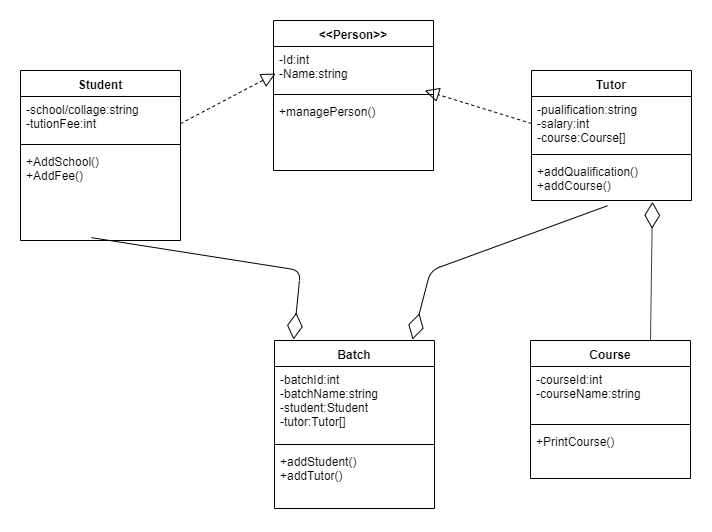 <<Person>>
-Id:int
-Name:string
+managePerson()
Student
-school/collage:string
-tutionFee:int
+AddSchool()
+AddFee()
Tutor
-pualification:string
-salary:int
-course:Course[]
+addQualification()
+addCourse()
Batch
-batchId:int
-batchName:string
-student:Student
-tutor:Tutor[]
+addStudent()
+addTutor()
Course
-courseId:int
-courseName:string
+PrintCourse()